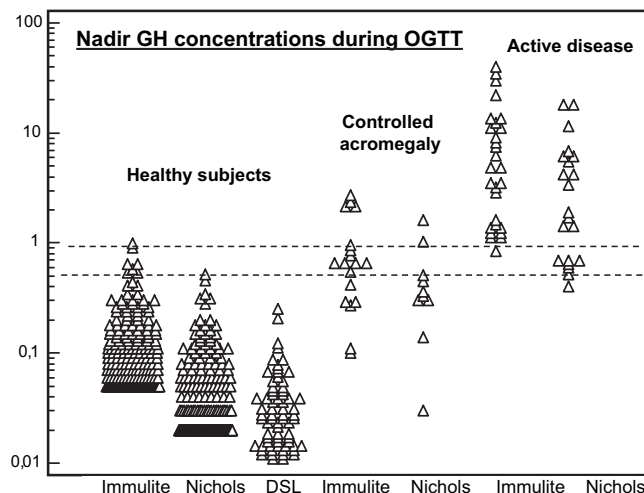 100
Nadir GH concentrations during OGTT
Active disease
10
Controlled
acromegaly
Healthy subjects
1
0,1
0,01
Immulite Nichols DSL Immulite Nichols Immulite Nichols